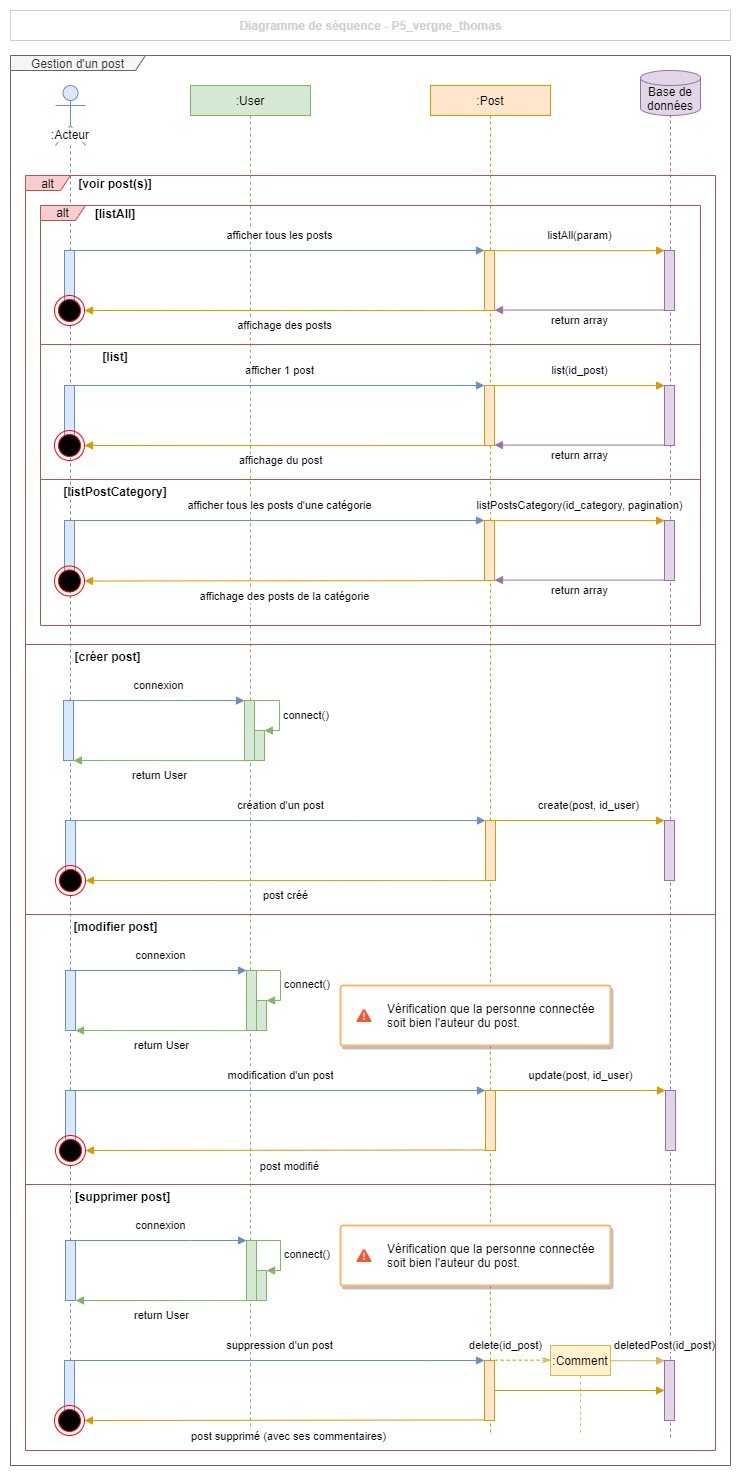 Diagramme de séquence - P5_vergne_thomas
Gestion d'un post
:Acteur
:User
:Post
Base de
données
alt
[voir post(s)]
alt
[listAll]
afficher tous les posts
listAll(param)
affichage des posts
return array
[list]
afficher 1 post
list(id_post)
affichage du post
return array
[listPostCategory]
afficher tous les posts d'une catégorie
listPostsCategory(id_category, pagination)
affichage des posts de la catégorie
return array
[créer post]
connexion
connect()
return User
création d'un post
create(post, id_user)
post créé
[modifier post]
connexion
connect()
Vérification que la personne connectée
soit bien l'auteur du post.
return User
modification d'un post
update(post, id_user)
post modifié
[supprimer post]
connexion
connect()
Vérification que la personne connectée
soit bien l'auteur du post.
return User
suppression d'un post
delete(id_post)
:Comment
deletedPost(id_post)
post supprimé (avec ses commentaires)